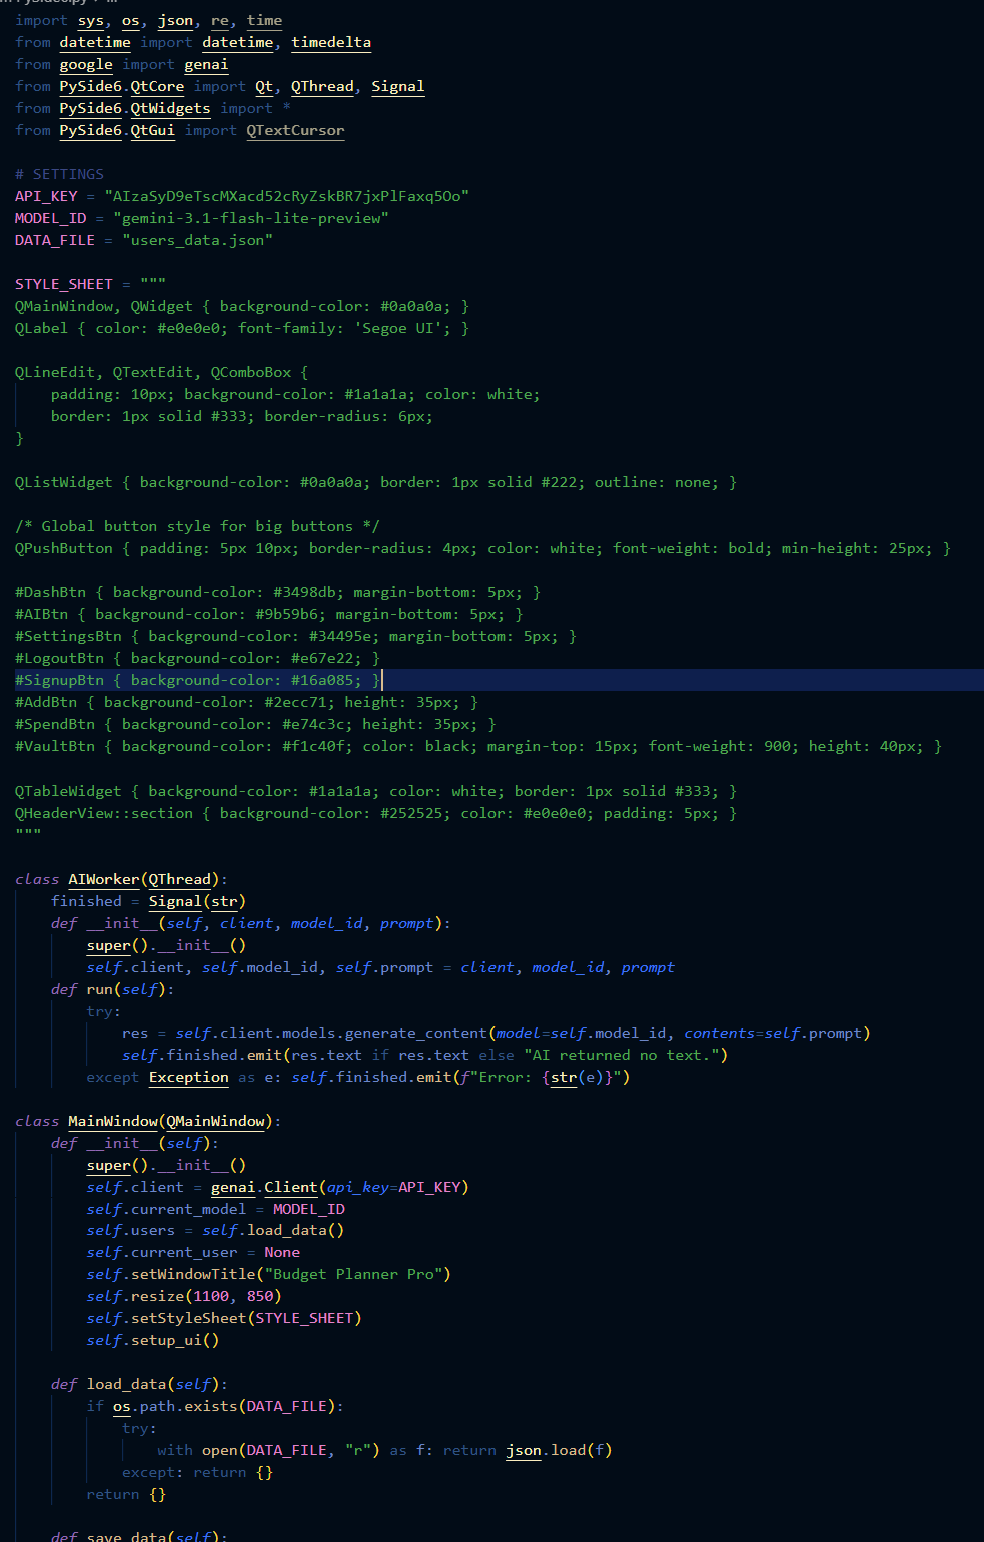 import sys, os, json, re, time
from datetime import datetime, timedelta
from google import genai
from PySide6.QtCore import Qt, QThread, Signal
from PySide6.QtWidgets import *
from PySide6.QtGui import QTextCursor

# SETTINGS
API_KEY = "AIzaSyD9eTscMXacd52cRyZskBR7jxPlFaxq5Oo"
MODEL_ID = "gemini-3.1-flash-lite-preview"
DATA_FILE = "users_data.json"

STYLE_SHEET = """
QMainWindow, QWidget { background-color: #0a0a0a; }
QLabel { color: #e0e0e0; font-family: 'Segoe UI'; }

QLineEdit, QTextEdit, QComboBox {
    padding: 10px; background-color: #1a1a1a; color: white;
    border: 1px solid #333; border-radius: 6px;
}

QListWidget { background-color: #0a0a0a; border: 1px solid #222; outline: none; }

/* Global button style for big buttons */
QPushButton { padding: 5px 10px; border-radius: 4px; color: white; font-weight: bold; min-height: 25px; }

#DashBtn { background-color: #3498db; margin-bottom: 5px; }
#AIBtn { background-color: #9b59b6; margin-bottom: 5px; }
#SettingsBtn { background-color: #34495e; margin-bottom: 5px; }
#LogoutBtn { background-color: #e67e22; }
#SignupBtn { background-color: #16a085; }
#AddBtn { background-color: #2ecc71; height: 35px; }
#SpendBtn { background-color: #e74c3c; height: 35px; }
#VaultBtn { background-color: #f1c40f; color: black; margin-top: 15px; font-weight: 900; height: 40px; }

QTableWidget { background-color: #1a1a1a; color: white; border: 1px solid #333; }
QHeaderView::section { background-color: #252525; color: #e0e0e0; padding: 5px; }
"""

class AIWorker(QThread):
    finished = Signal(str)
    def __init__(self, client, model_id, prompt):
        super().__init__()
        self.client, self.model_id, self.prompt = client, model_id, prompt
    def run(self):
        try:
            res = self.client.models.generate_content(model=self.model_id, contents=self.prompt)
            self.finished.emit(res.text if res.text else "AI returned no text.")
        except Exception as e: self.finished.emit(f"Error: {str(e)}")

class MainWindow(QMainWindow):
    def __init__(self):
        super().__init__()
        self.client = genai.Client(api_key=API_KEY)
        self.current_model = MODEL_ID
        self.users = self.load_data()
        self.current_user = None
        self.setWindowTitle("Budget Planner Pro")
        self.resize(1100, 850)
        self.setStyleSheet(STYLE_SHEET)
        self.setup_ui()

    def load_data(self):
        if os.path.exists(DATA_FILE):
            try:
                with open(DATA_FILE, "r") as f: return json.load(f)
            except: return {}
        return {}

    def save_data(self):